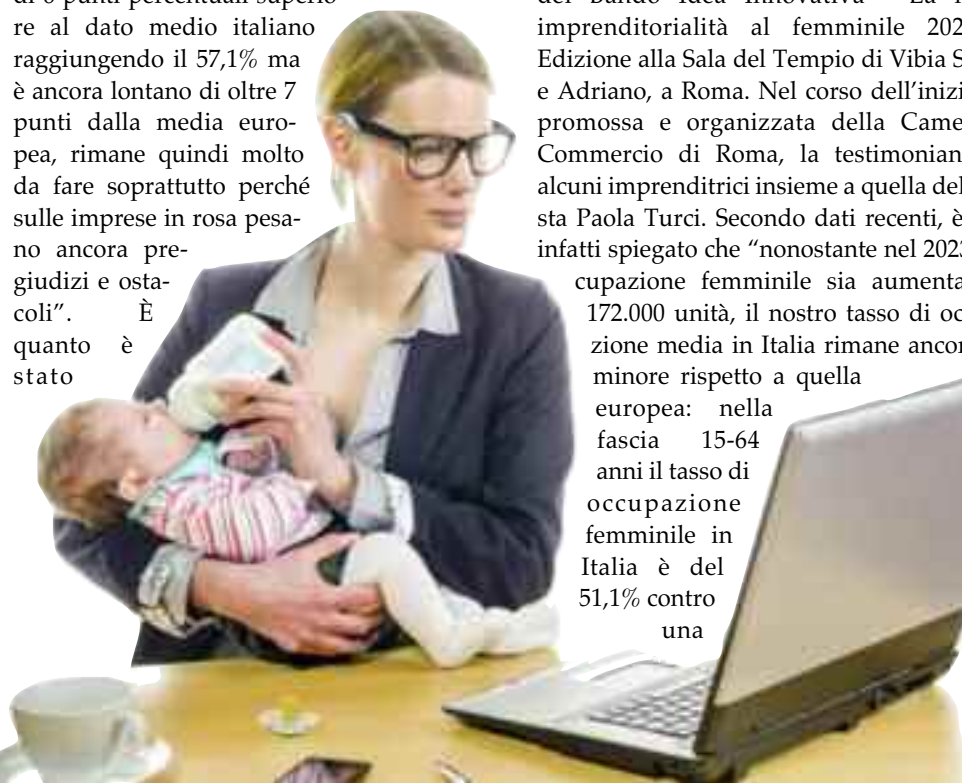 re al dato medio italiano
raggiungendo il 57,1% ma
è ancora lontano di oltre 7
punti dalla media euro-
pea, rimane quindi molto
da fare soprattutto perché
sulle imprese in rosa pesa-
no ancora pre-
giudizi e osta-
coli". È
quanto è
stato
imprenditorialità al femminile 202
Edizione alla Sala del Tempio di Vibia S
e Adriano, a Roma. Nel corso dell'inizi
promossa e organizzata della Came
Commercio di Roma, la testimonian
alcuni imprenditrici insieme a quella del
sta Paola Turci. Secondo dati recenti, è
infatti spiegato che "nonostante nel 2023
cupazione femminile sia aumenta
172.000 unità, il nostro tasso di oc
zione media in Italia rimane ancor
minore rispetto a quella
europea: nella
fascia 15-64
anni il tasso di
occupazione
femminile in
Italia è del
51,1% contro
una